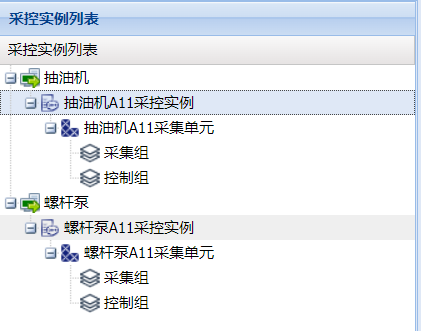 采控实例列表
采控实例列表
抽油机
抽油机A11采控实例
抽油机A11采集单元
采集组
控制组
螺杆泵
螺杆泵A11采控实例
螺杆泵A11采集单元
采集组
控制组